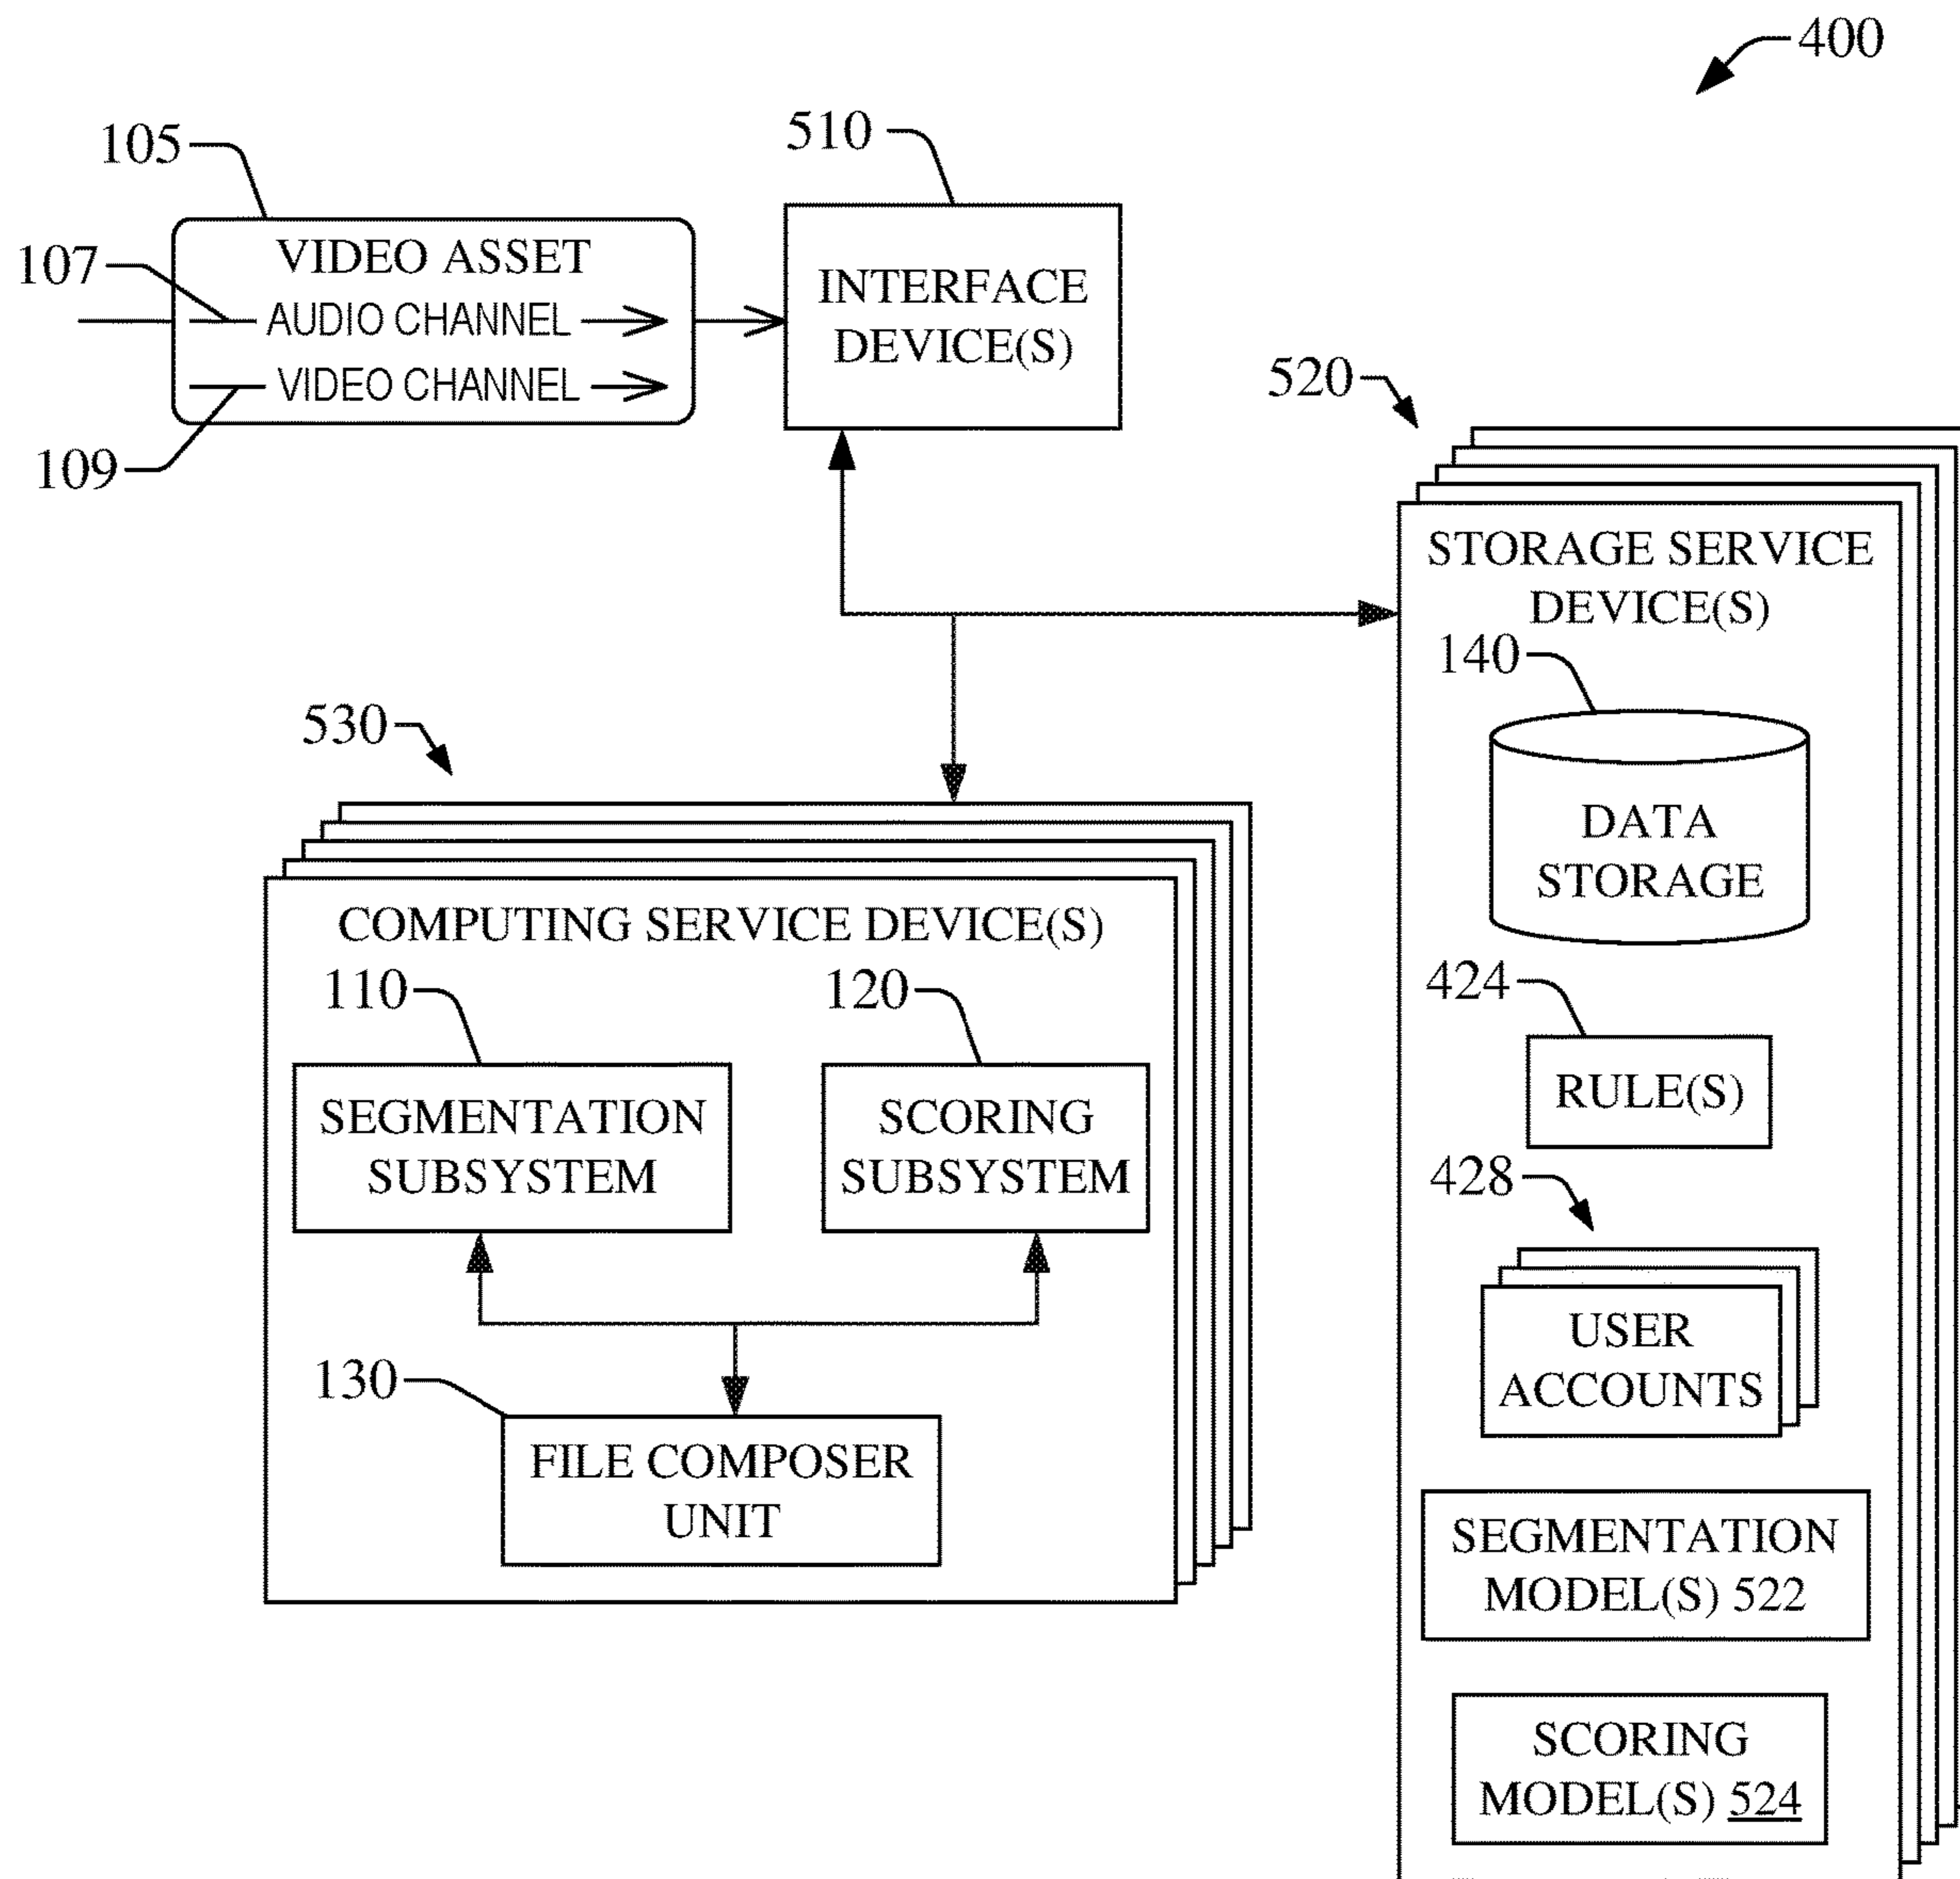 400
105
510
VIDEO ASSET
107
AUDIO CHANNEL
VIDEO CHANNEL
109
INTERFACE
DEVICE(S)
520
STORAGE SERVICE
DEVICE(S)
140
DATA
STORAGE
424
RULE(S)
428
USER
ACCOUNTS
SEGMENTATION
MODEL(S) 522
SCORING
MODEL(S) 524
530
COMPUTING SERVICE DEVICE(S)
110
120
SEGMENTATION
SUBSYSTEM
SCORING
SUBSYSTEM
130
FILE COMPOSER
UNIT